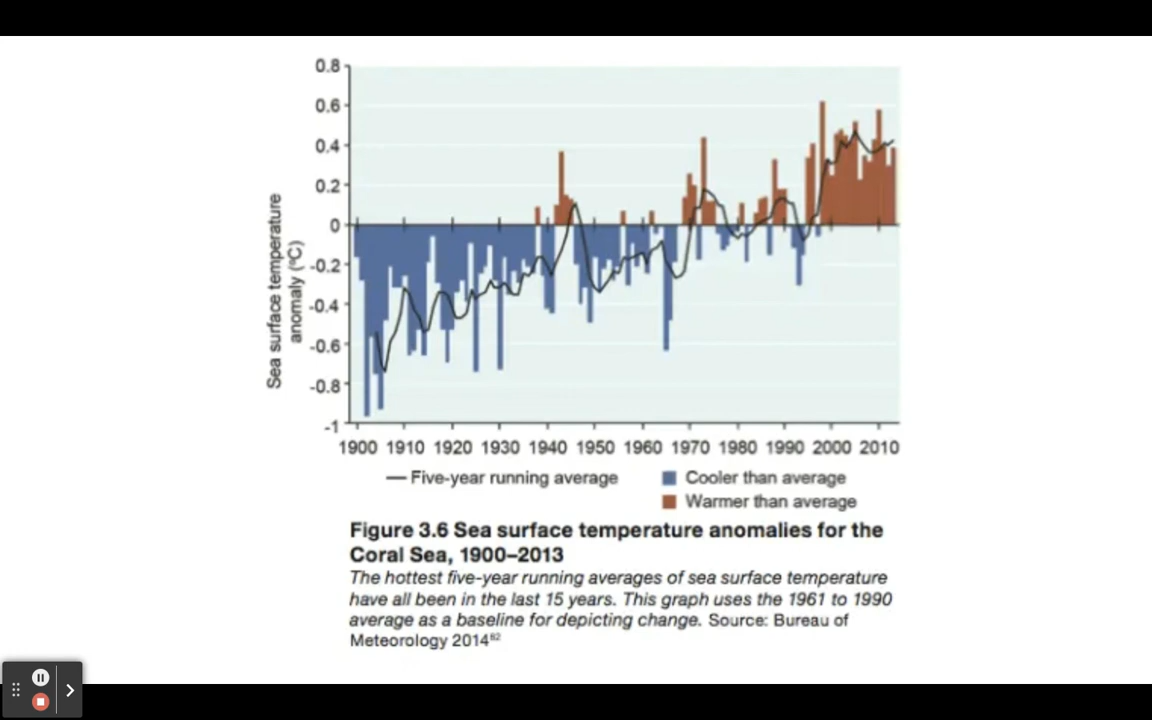 0.8
0.6
0.4
0.2
0
-0.2
-0.4
-0.6
-0.8
-1
Sea surface temperature
anomaly (°C)
1900 1910 1920 1930 1940 1950 1960 1970 1980 1990 2000 2010
Five-year running average
Cooler than average
Warmer than average
Figure 3.6 Sea surface temperature anomalies for the
Coral Sea, 1900–2013
The hottest five-year running averages of sea surface temperature
have all been in the last 15 years. This graph uses the 1961 to 1990
average as a baseline for depicting change. Source: Bureau of
Meteorology 2014⁶²